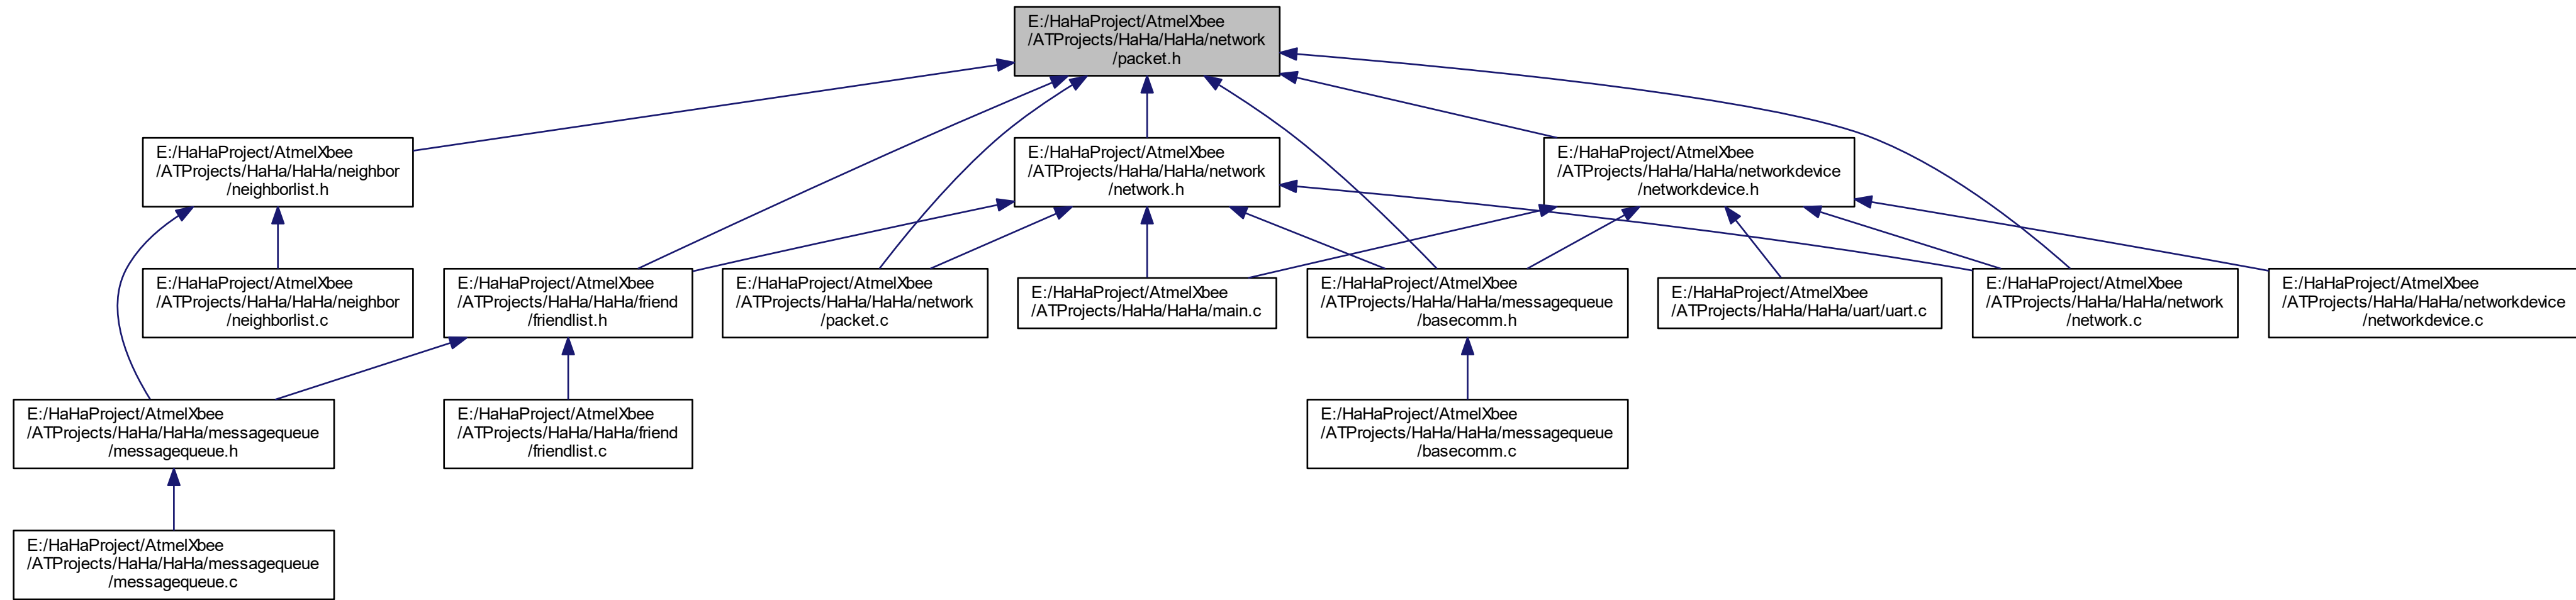 E:/HaHaProject/AtmelXbee
/ATProjects/HaHa/HaHa/network
/packet.h
E:/HaHaProject/AtmelXbee
/ATProjects/HaHa/HaHa/neighbor
/neighborlist.h
E:/HaHaProject/AtmelXbee
/ATProjects/HaHa/HaHa/network
/network.h
E:/HaHaProject/AtmelXbee
/ATProjects/HaHa/HaHa/networkdevice
/networkdevice.h
E:/HaHaProject/AtmelXbee
/ATProjects/HaHa/HaHa/neighbor
/neighborlist.c
E:/HaHaProject/AtmelXbee
/ATProjects/HaHa/HaHa/friend
/friendlist.h
E:/HaHaProject/AtmelXbee
/ATProjects/HaHa/HaHa/network
/packet.c
E:/HaHaProject/AtmelXbee
/ATProjects/HaHa/HaHa/main.c
E:/HaHaProject/AtmelXbee
/ATProjects/HaHa/HaHa/messagequeue
/basecomm.h
E:/HaHaProject/AtmelXbee
/ATProjects/HaHa/HaHa/uart/uart.c
E:/HaHaProject/AtmelXbee
/ATProjects/HaHa/HaHa/network
/network.c
E:/HaHaProject/AtmelXbee
/ATProjects/HaHa/HaHa/networkdevice
/networkdevice.c
E:/HaHaProject/AtmelXbee
/ATProjects/HaHa/HaHa/messagequeue
/messagequeue.h
E:/HaHaProject/AtmelXbee
/ATProjects/HaHa/HaHa/friend
/friendlist.c
E:/HaHaProject/AtmelXbee
/ATProjects/HaHa/HaHa/messagequeue
/basecomm.c
E:/HaHaProject/AtmelXbee
/ATProjects/HaHa/HaHa/messagequeue
/messagequeue.c